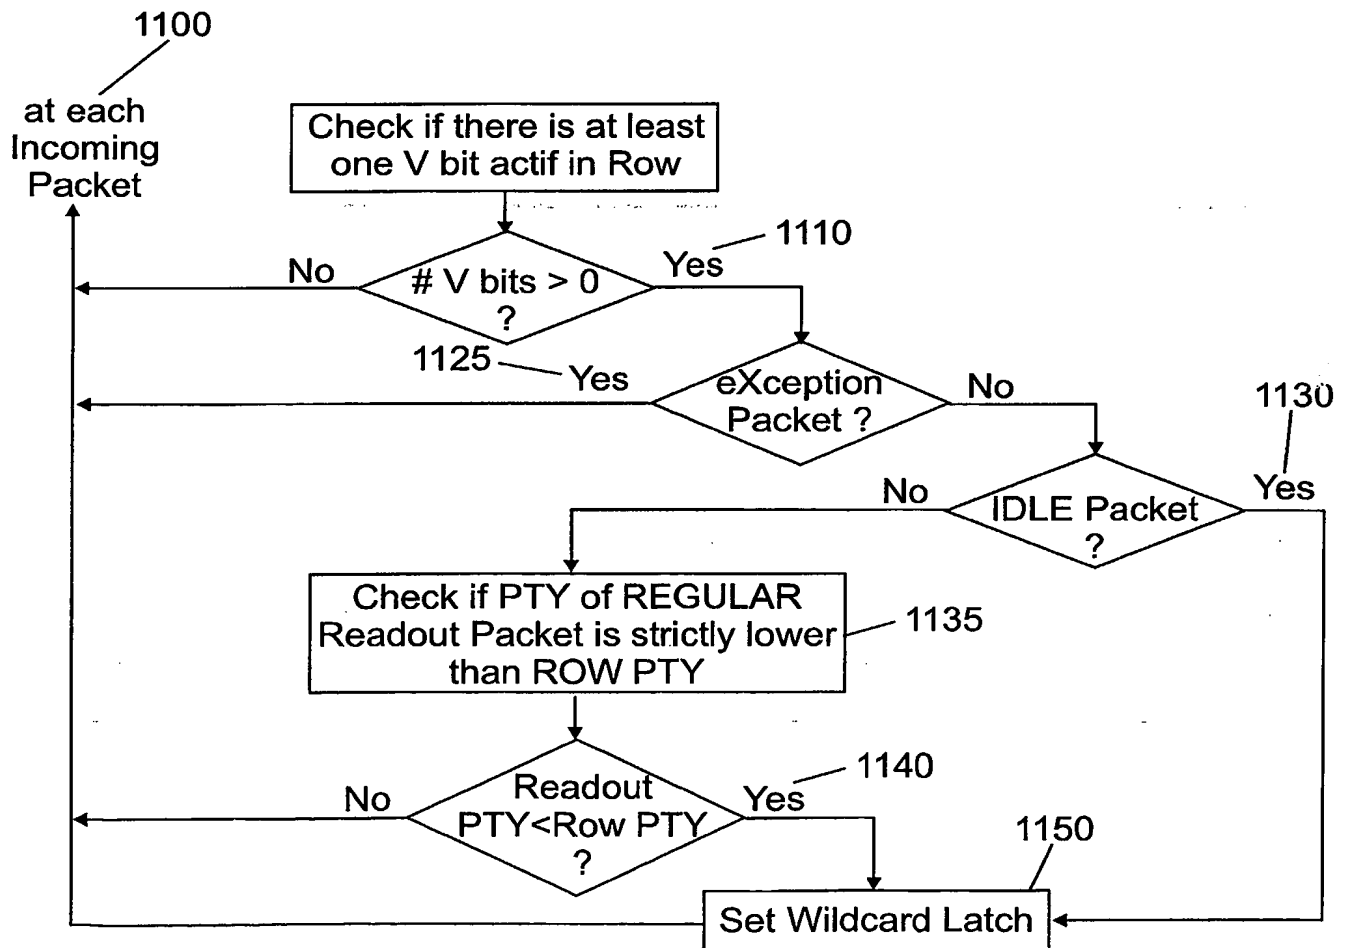 1100
at each
Incoming
Packet
Check if there is at least
one V bit actif in Row
No
# V bits > 0
?
Yes
1110
1125
Yes
eXception
Packet ?
No
1130
No
IDLE Packet
?
Yes
Check if PTY of REGULAR
Readout Packet is strictly lower
than ROW PTY
1135
No
Readout
PTY<Row PTY
?
Yes
1140
1150
Set Wildcard Latch